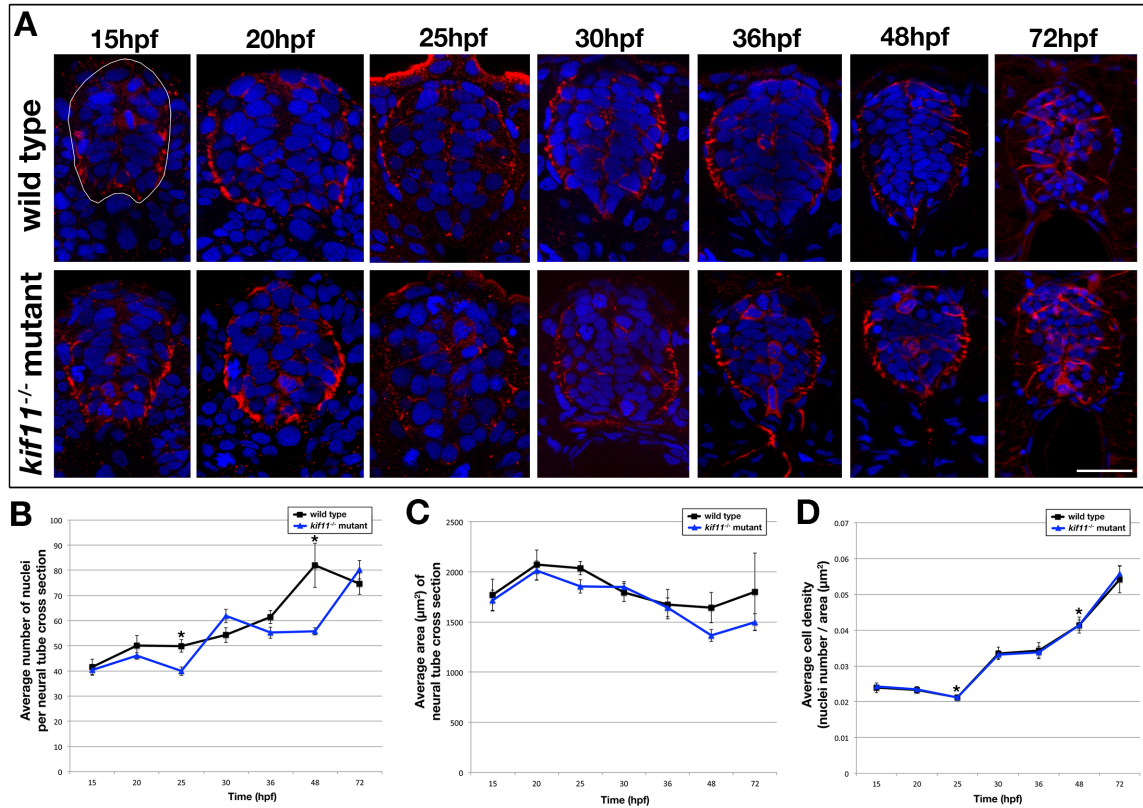 A
15hpf 20hpf 25hpf 30hpf 36hpf 48hpf 72hpf
wild type
kif11-/- mutant
B
wild type
kif11-/- mutant
Average number of nuclei
per neural tube cross section
100
90
80
70
60
50
40
30
20
10
0
*
*
15 20 25 30 36 48 72
Time (hpf)
C
wild type
kif11-/- mutant
Average area (µm²) of
neural tube cross section
2500
2000
1500
1000
500
0
15 20 25 30 36 48 72
Time (hpf)
D
wild type
kif11-/- mutant
Average cell density
(nuclei number / area (µm²)
0.07
0.06
0.05
0.04
0.03
0.02
0.01
0
*
*
15 20 25 30 36 48 72
Time (hpf)